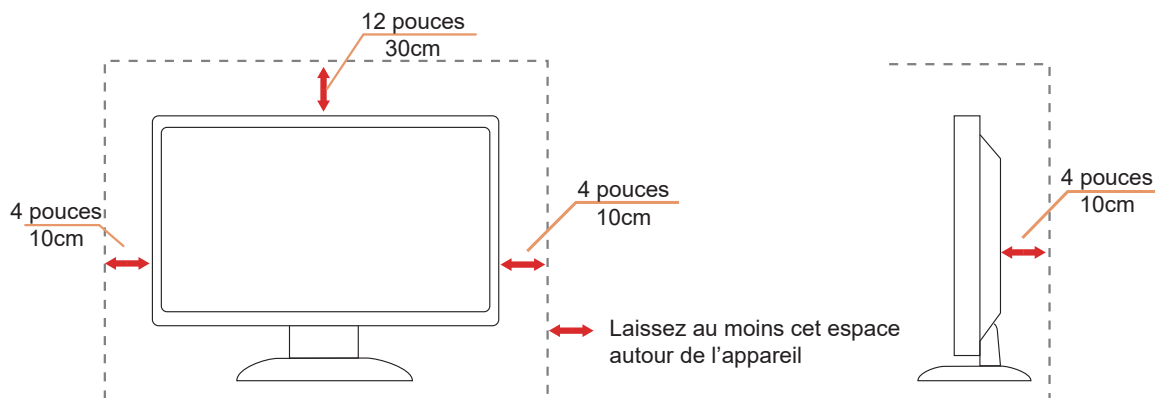 12 pouces
30cm
4 pouces
10cm
4 pouces
10cm
Laissez au moins cet espace
autour de l’appareil
4 pouces
10cm